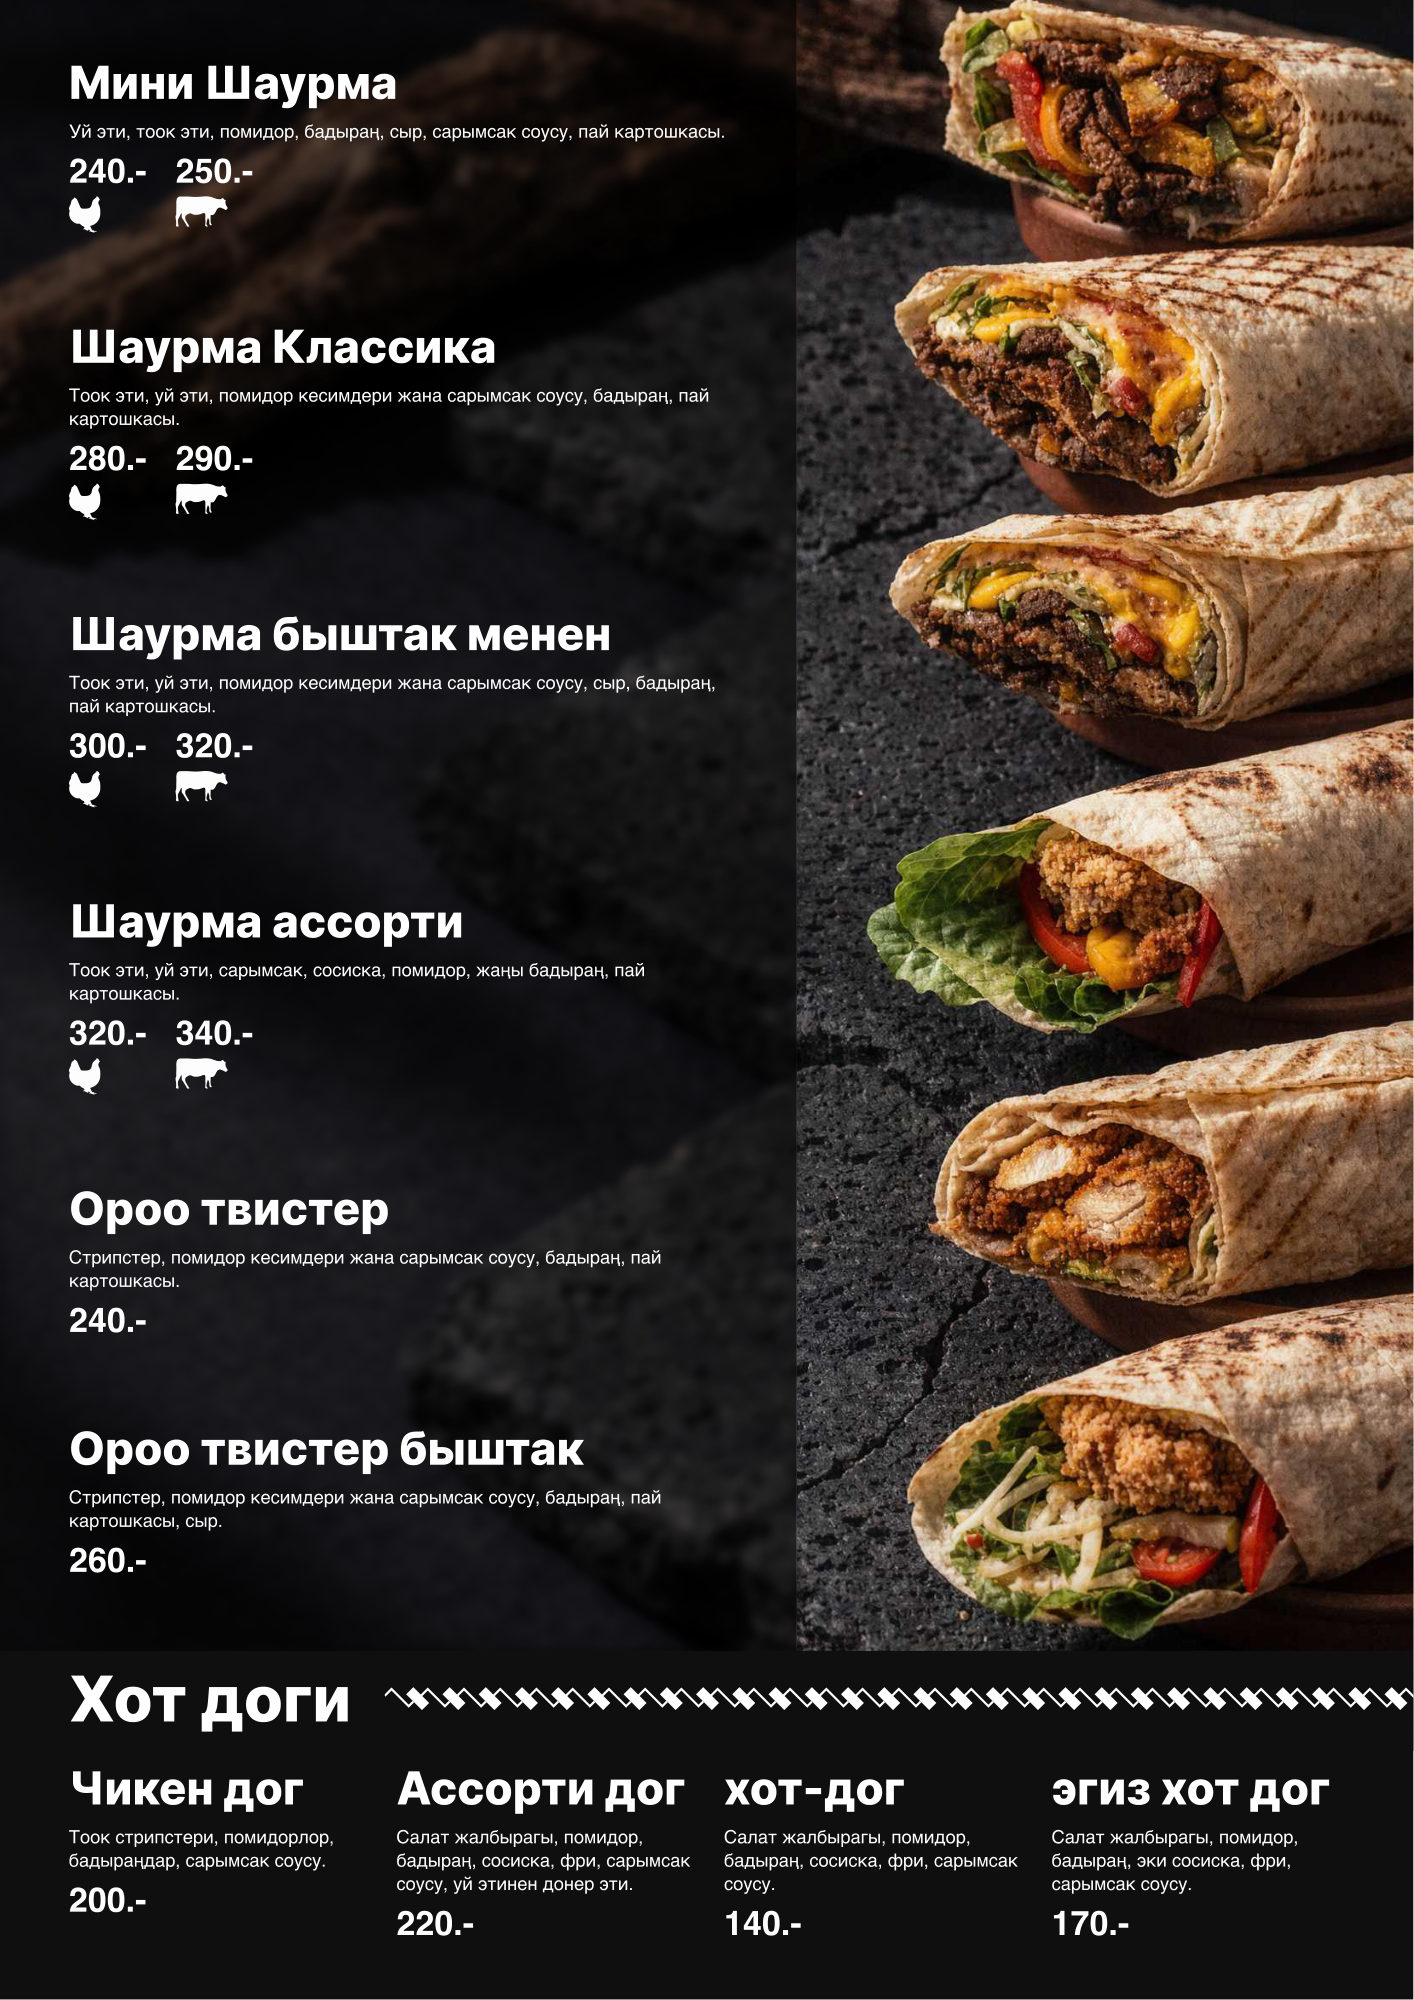 Мини Шаурма
Уй эти, тоок эти, помидор, бадыраң, сыр, сарымсак соусу, пай картошкасы.
240.- 250.-
Шаурма Классика
Тоок эти, уй эти, помидор кесимдери жана сарымсак соусу, бадыраң, пай
картошкасы.
280.- 290.-
Шаурма быштак менен
Тоок эти, уй эти, помидор кесимдери жана сарымсак соусу, сыр, бадыраң,
пай картошкасы.
300.- 320.-
Шаурма ассорти
Тоок эти, уй эти, сарымсак, сосиска, помидор, жаңы бадыраң, пай
картошкасы.
320.- 340.-
Ороо твистер
Стрипстер, помидор кесимдери жана сарымсак соусу, бадыраң, пай
картошкасы.
240.-
Ороо твистер быштак
Стрипстер, помидор кесимдери жана сарымсак соусу, бадыраң, пай
картошкасы, сыр.
260.-
Хот доги
Чикен дог
Тоок стрипстери, помидорлор,
бадыраңдар, сарымсак соусу.
200.-
Ассорти дог
Салат жалбырагы, помидор,
бадыраң, сосиска, фри, сарымсак
соусу, уй этинен донер эти.
220.-
хот-дог
Салат жалбырагы, помидор,
бадыраң, сосиска, фри, сарымсак
соусу.
140.-
эгиз хот дог
Салат жалбырагы, помидор,
бадыраң, эки сосиска, фри,
сарымсак соусу.
170.-